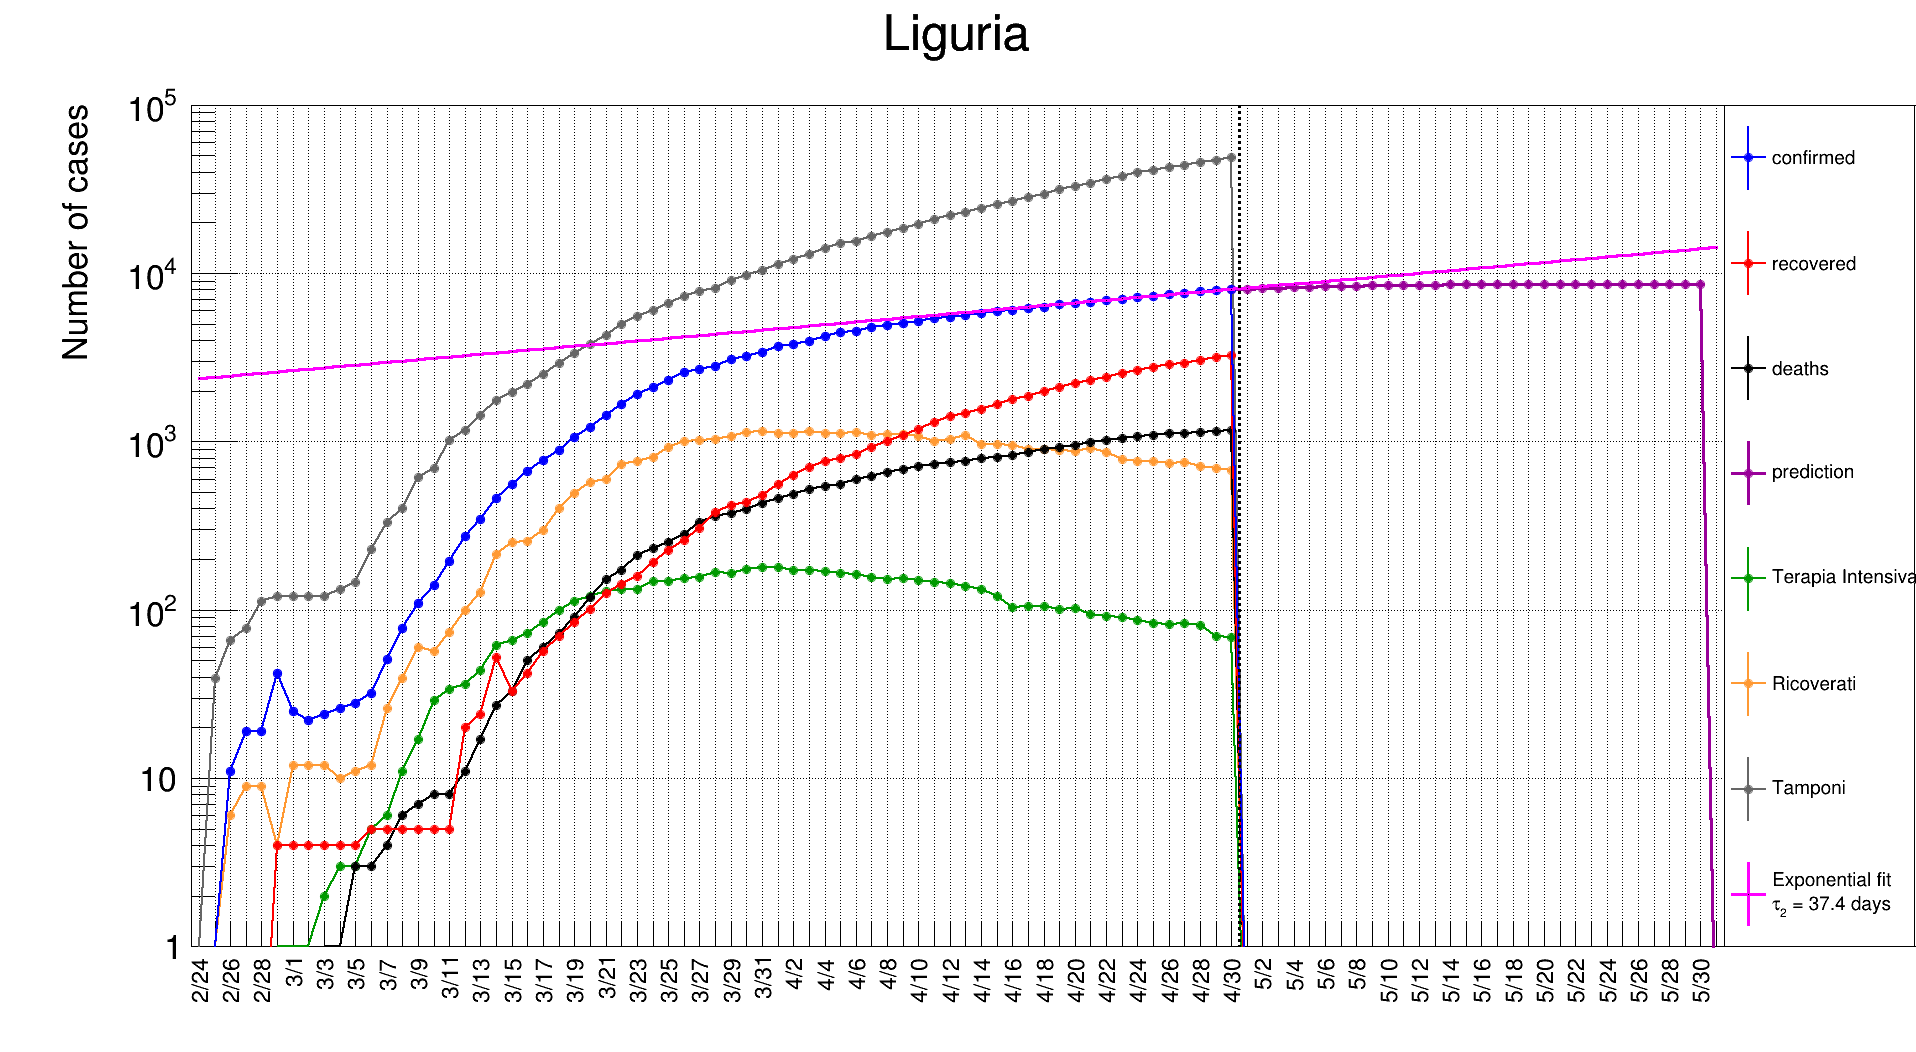 Liguria
Number of cases
10^5
10^4
10^3
10^2
10
1
2/24 2/26 2/28 3/1 3/3 3/5 3/7 3/9 3/11 3/13 3/15 3/17 3/19 3/21 3/23 3/25 3/27 3/29 3/31 4/2 4/4 4/6 4/8 4/10 4/12 4/14 4/16 4/18 4/20 4/22 4/24 4/26 4/28 4/30 5/2 5/4 5/6 5/8 5/10 5/12 5/14 5/16 5/18 5/20 5/22 5/24 5/26 5/28 5/30
confirmed
recovered
deaths
prediction
Terapia Intensiva
Ricoverati
Tamponi
Exponential fit
τ₂ = 37.4 days